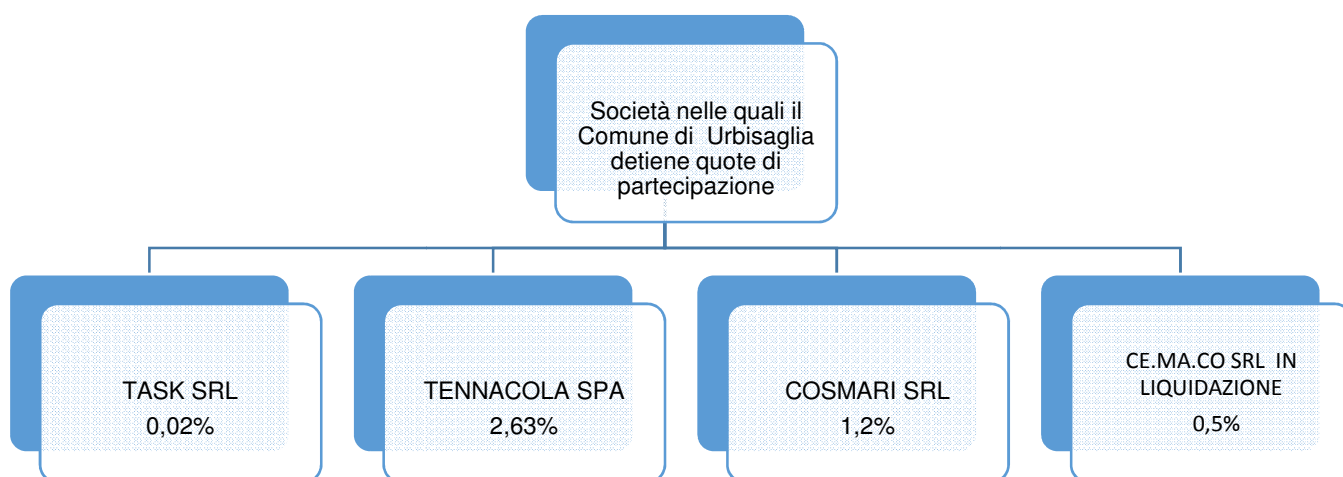 Società nelle quali il
Comune di Urbisaglia
detiene quote di
partecipazione
TASK SRL
0,02%
TENNACOLA SPA
2,63%
COSMARI SRL
1,2%
CE.MA.CO SRL IN
LIQUIDAZIONE
0,5%